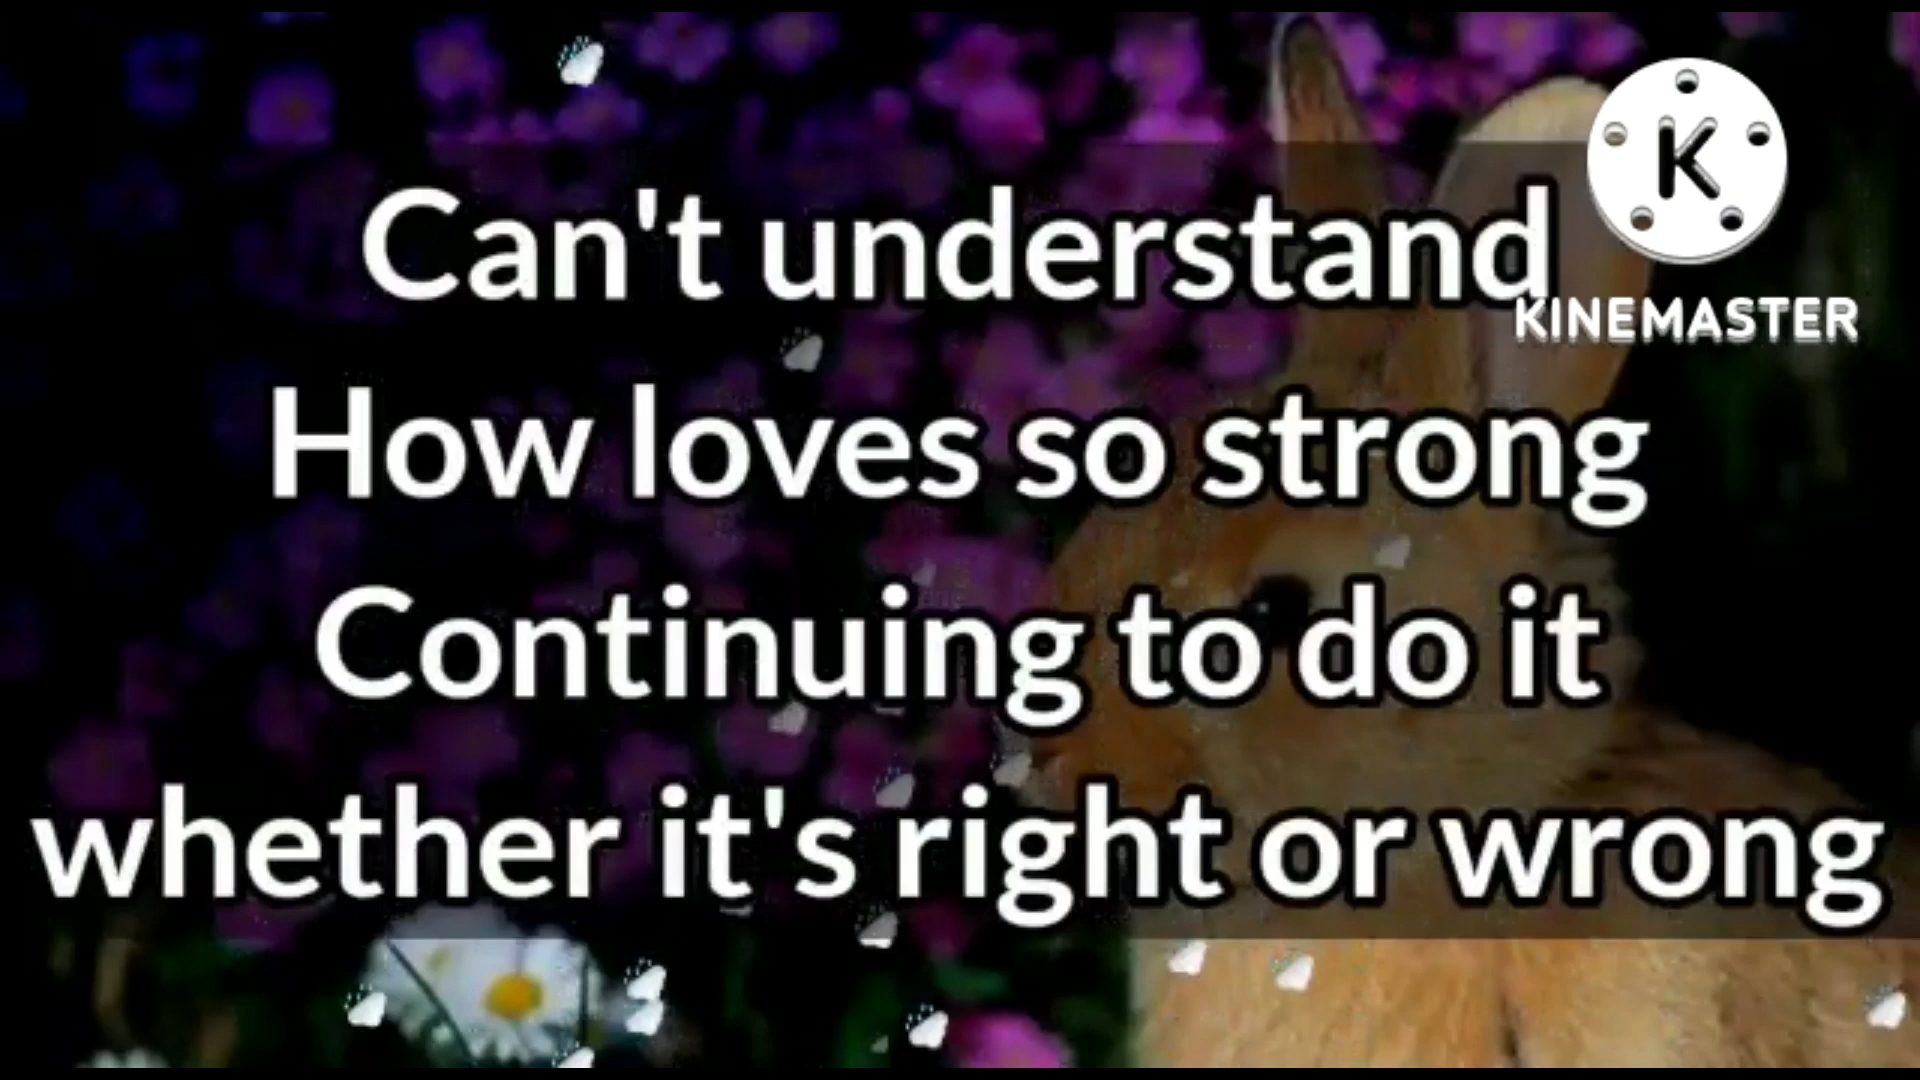 Can't understand
K
KINEMASTER
How loves so strong
Continuing to do it
whether it's right or wrong